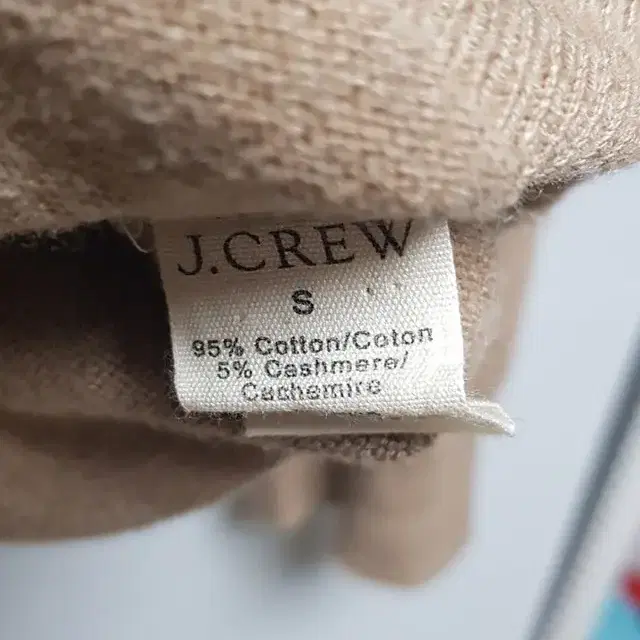 J.CREW
S
95% Cotton/Coton
5% Cashmere/
Cachemire